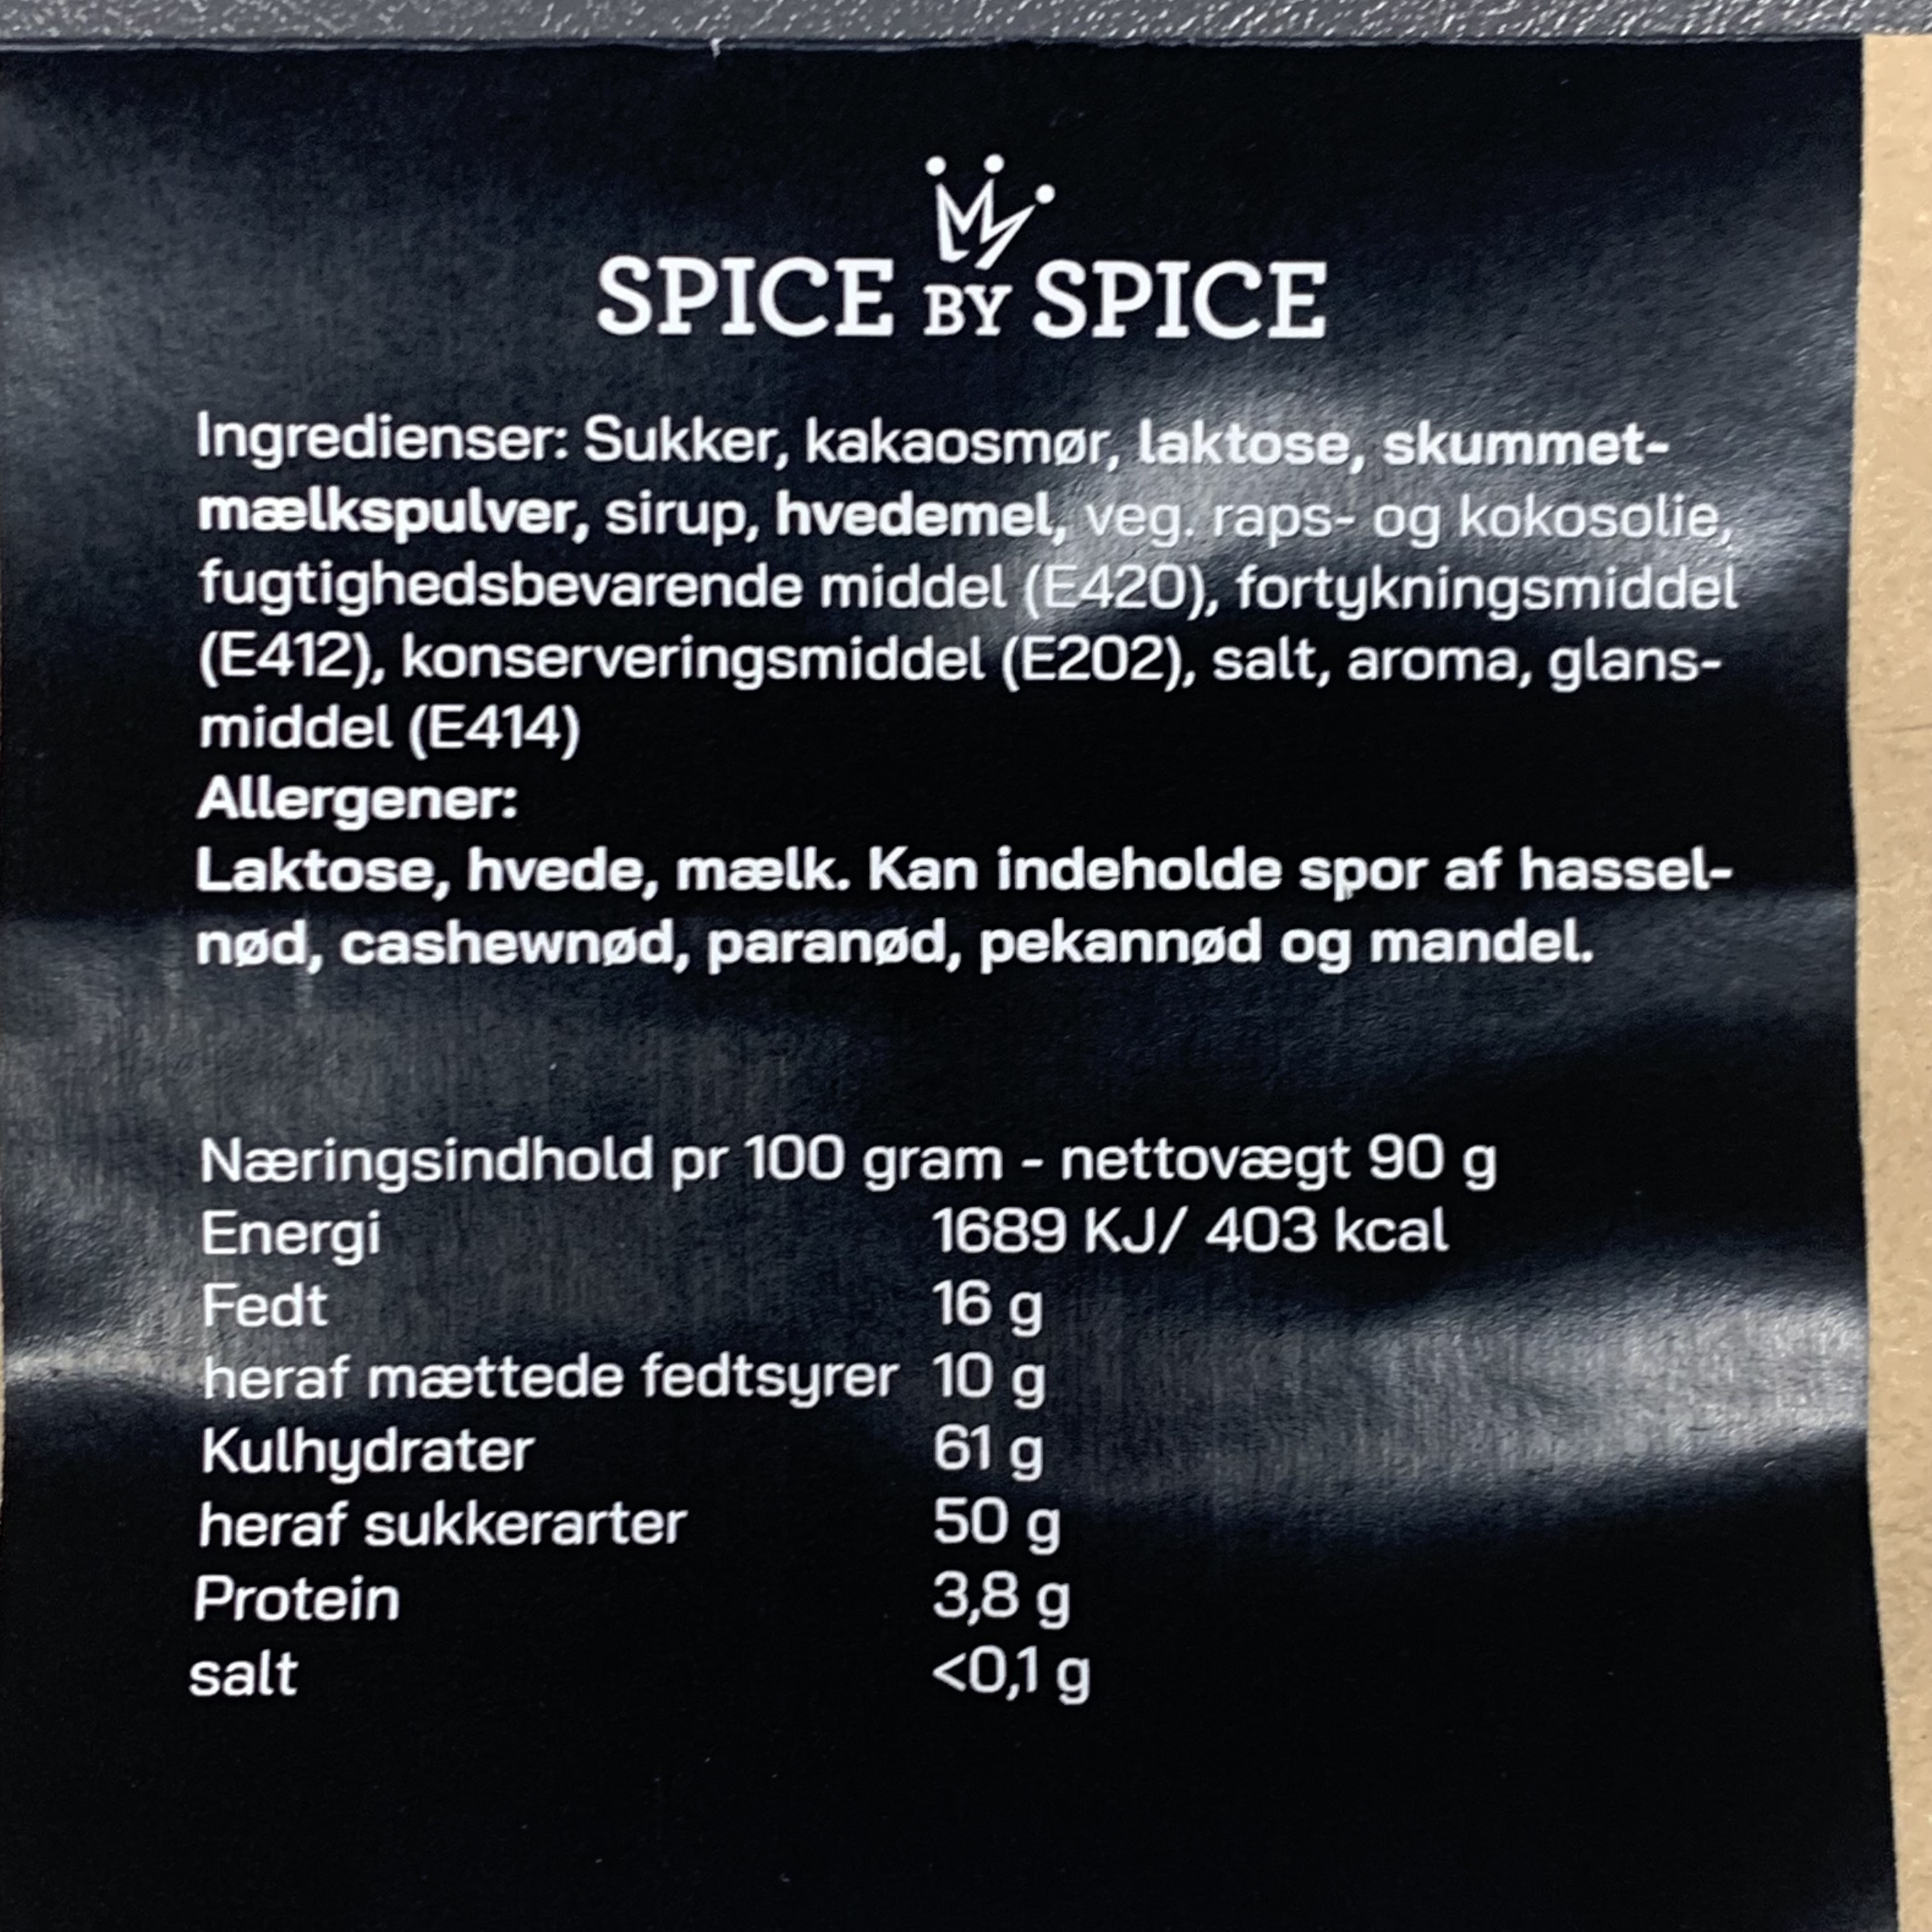 SPICE BY SPICE
Ingredienser: Sukker, kakaosmør, laktose, skummet-
mælkspulver, sirup, hvedemel, veg. raps- og kokosolie,
fugtighedsbevarende middel (E420), fortykningsmiddel
(E412), konserveringsmiddel (E202), salt, aroma, glans-
middel (E414)
Allergener:
Laktose, hvede, mælk. Kan indeholde spor af hassel-
nød, cashewnød, paranød, pekannød og mandel.
Næringsindhold pr 100 gram - nettovægt 90 g
Energi 1689 KJ/ 403 kcal
Fedt 16 g
heraf mættede fedtsyrer 10 g
Kulhydrater 61 g
heraf sukkerarter 50 g
Protein 3,8 g
salt <0,1 g